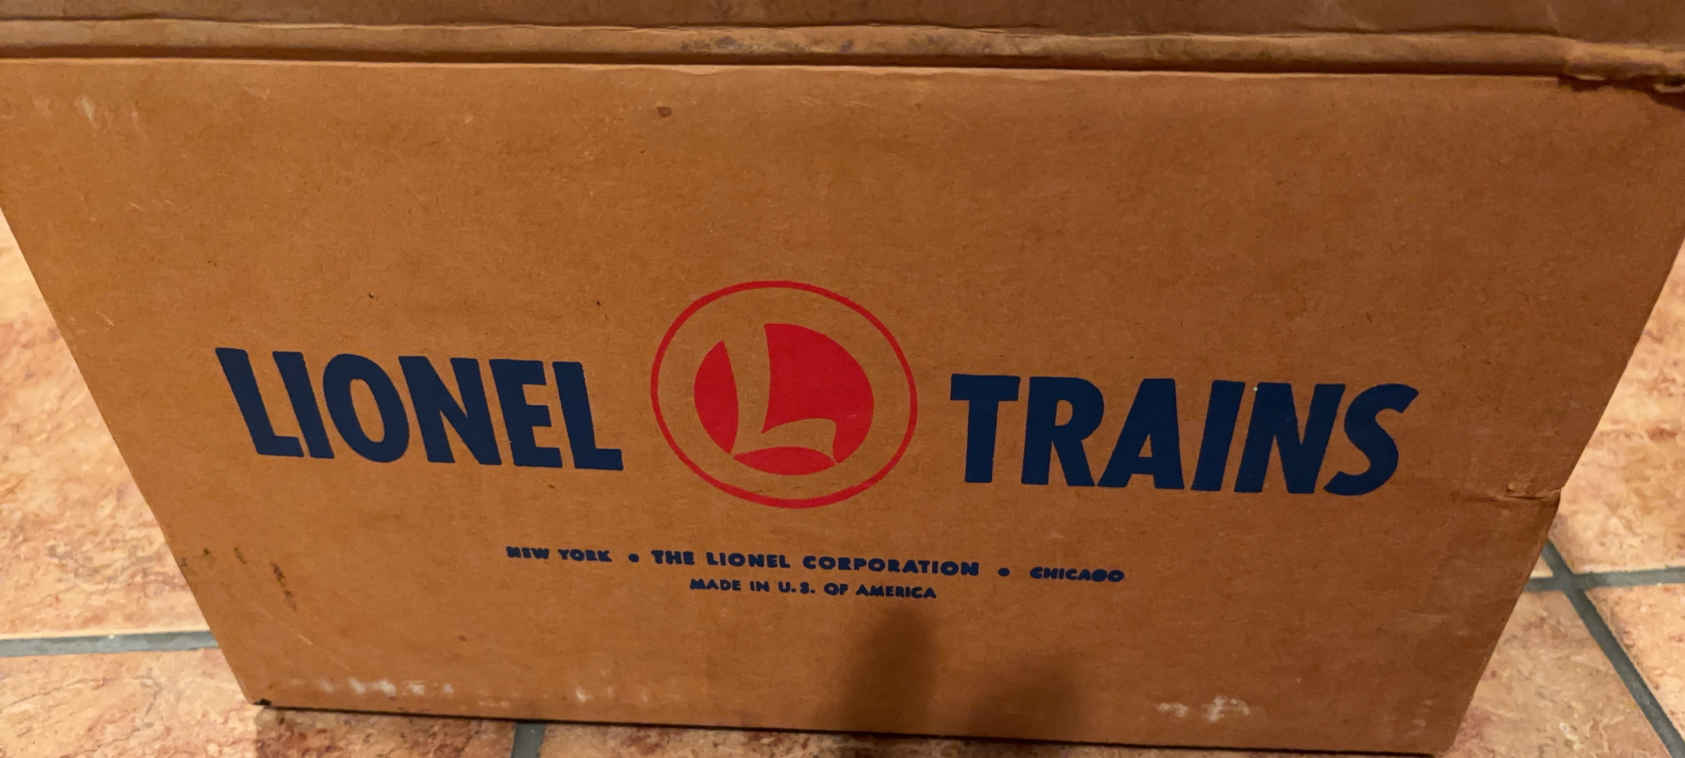 LIONEL L TRAINS
NEW YORK • THE LIONEL CORPORATION • CHICAGO
MADE IN U.S. OF AMERICA